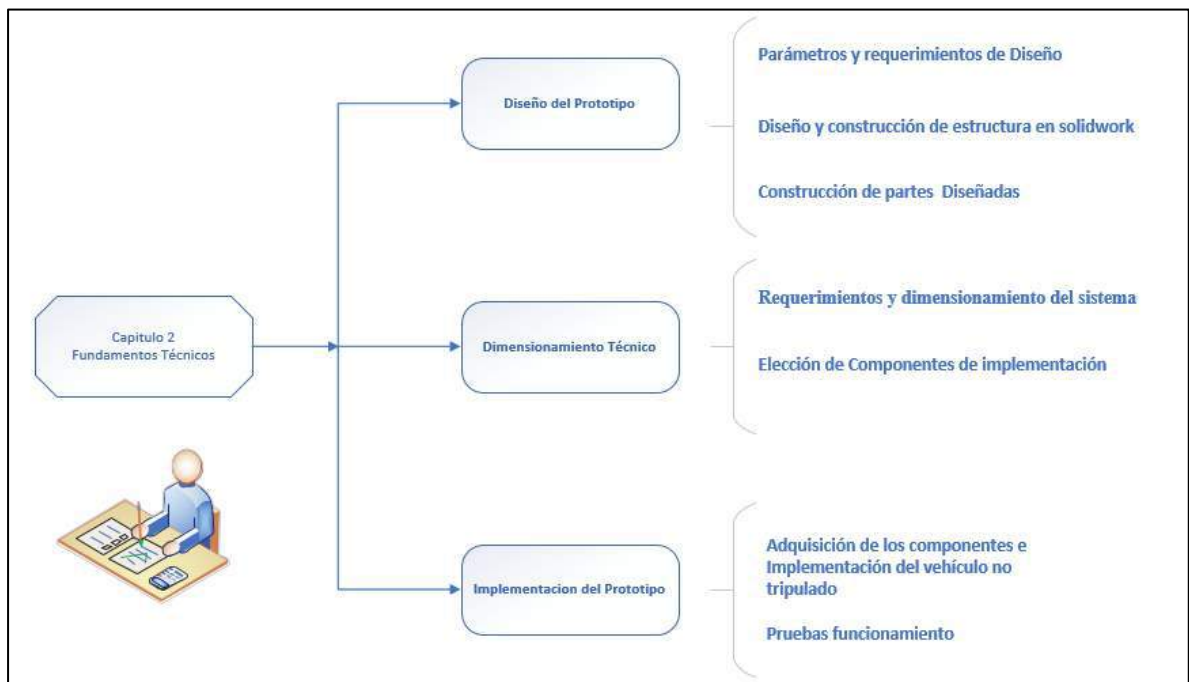 Capitulo 2
Fundamentos Técnicos
Diseño del Prototipo
Parámetros y requerimientos de Diseño
Diseño y construcción de estructura en solidwork
Construcción de partes Diseñadas
Dimensionamiento Técnico
Requerimientos y dimensionamiento del sistema
Elección de Componentes de implementación
Implementacion del Prototipo
Adquisición de los componentes e
Implementación del vehículo no
tripulado
Pruebas funcionamiento